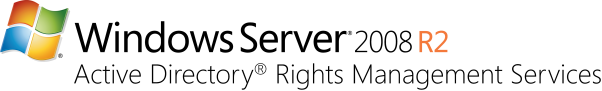 Windows Server® 2008 R2
Active Directory® Rights Management Services